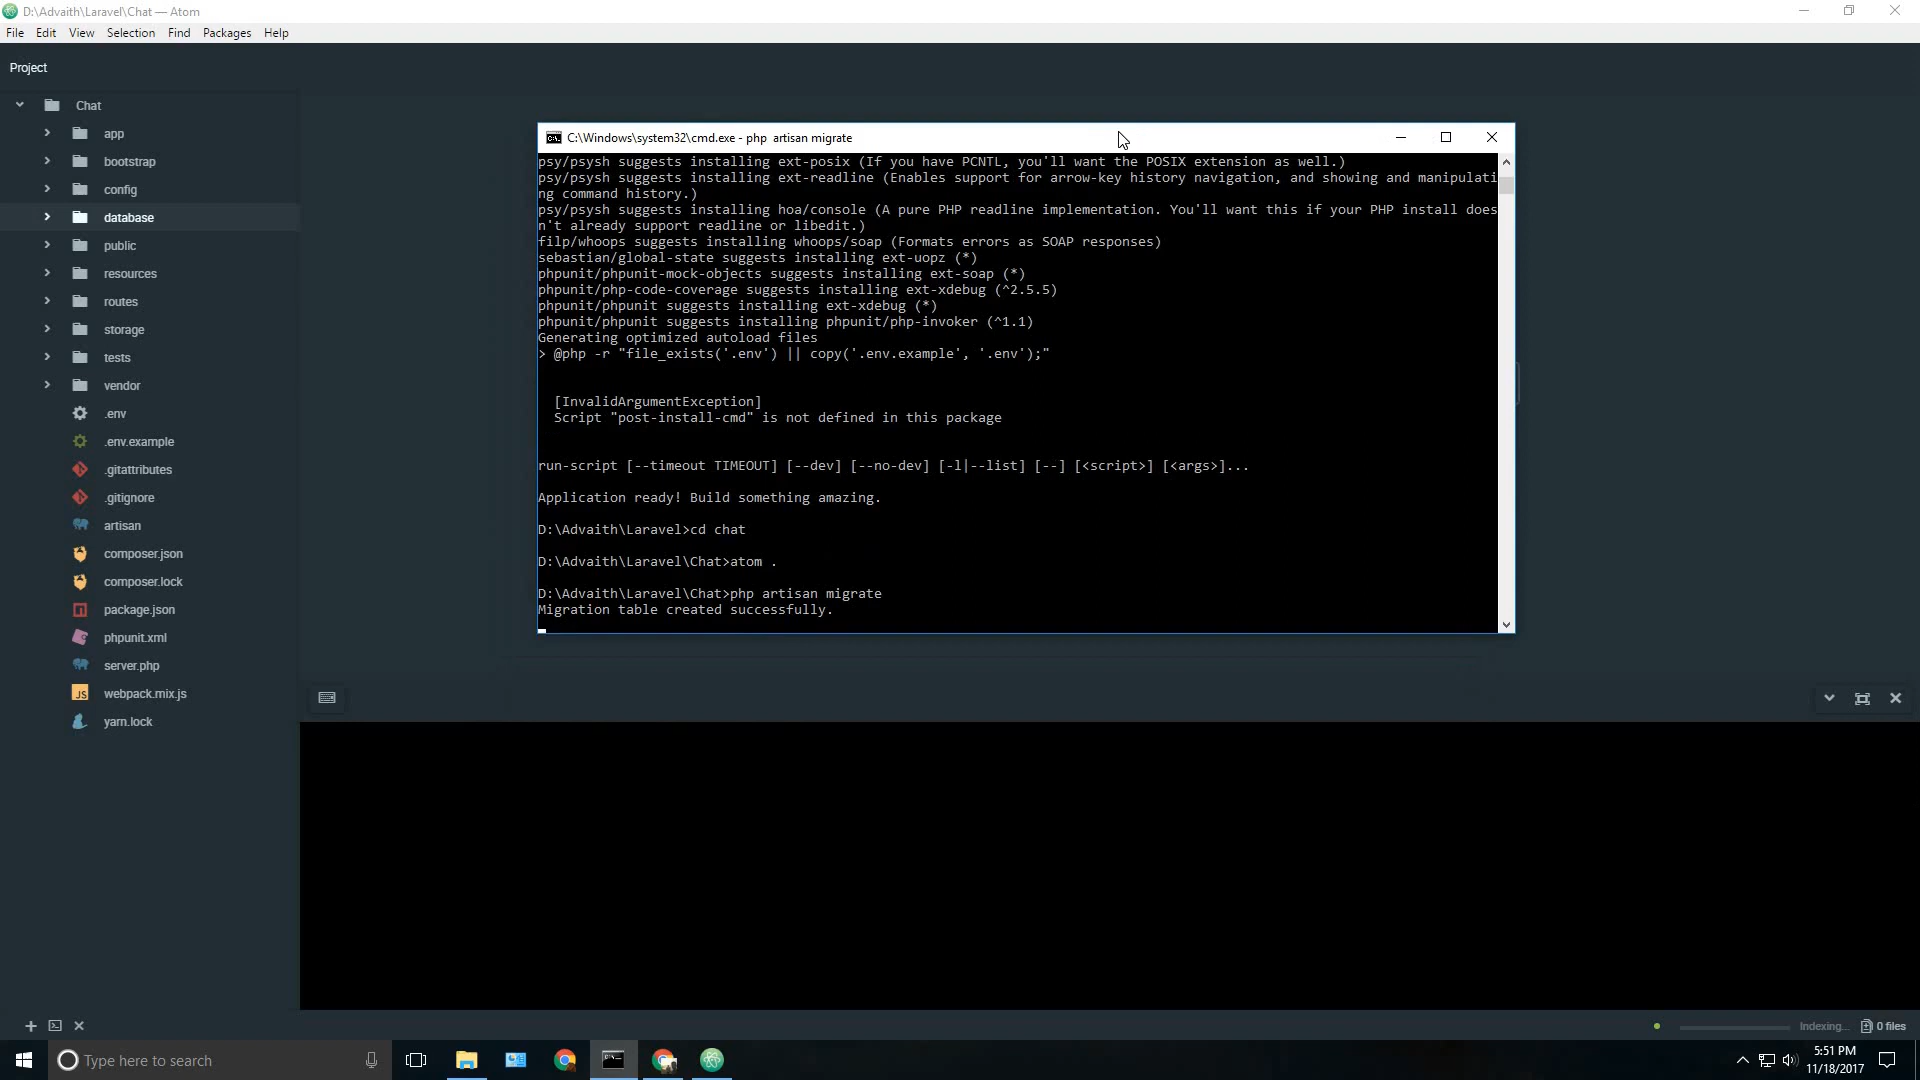 D:\Advaith\Laravel\Chat — Atom
File Edit View Selection Find Packages Help
Project
Chat
app
bootstrap
config
database
public
resources
routes
storage
tests
vendor
.env
.env.example
.gitattributes
.gitignore
artisan
composer.json
composer.lock
package.json
phpunit.xml
server.php
webpack.mix.js
yarn.lock
C:\Windows\system32\cmd.exe - php  artisan migrate
psy/psysh suggests installing ext-posix (If you have PCNTL, you'll want the POSIX extension as well.)
psy/psysh suggests installing ext-readline (Enables support for arrow-key history navigation, and showing and manipulati
ng command history.)
psy/psysh suggests installing hoa/console (A pure PHP readline implementation. You'll want this if your PHP install does
n't already support readline or libedit.)
filp/whoops suggests installing whoops/soap (Formats errors as SOAP responses)
sebastian/global-state suggests installing ext-uopz (*)
phpunit/phpunit-mock-objects suggests installing ext-soap (*)
phpunit/php-code-coverage suggests installing ext-xdebug (^2.5.5)
phpunit/phpunit suggests installing ext-xdebug (*)
phpunit/phpunit suggests installing phpunit/php-invoker (^1.1)
Generating optimized autoload files
> @php -r "file_exists('.env') || copy('.env.example', '.env');"
[InvalidArgumentException]
Script "post-install-cmd" is not defined in this package
run-script [--timeout TIMEOUT] [--dev] [--no-dev] [-l|--list] [--] [<script>] [<args>]...
Application ready! Build something amazing.
D:\Advaith\Laravel>cd chat
D:\Advaith\Laravel\Chat>atom .
D:\Advaith\Laravel\Chat>php artisan migrate
Migration table created successfully.
Indexing... 0 files
Type here to search
5:51 PM
11/18/2017